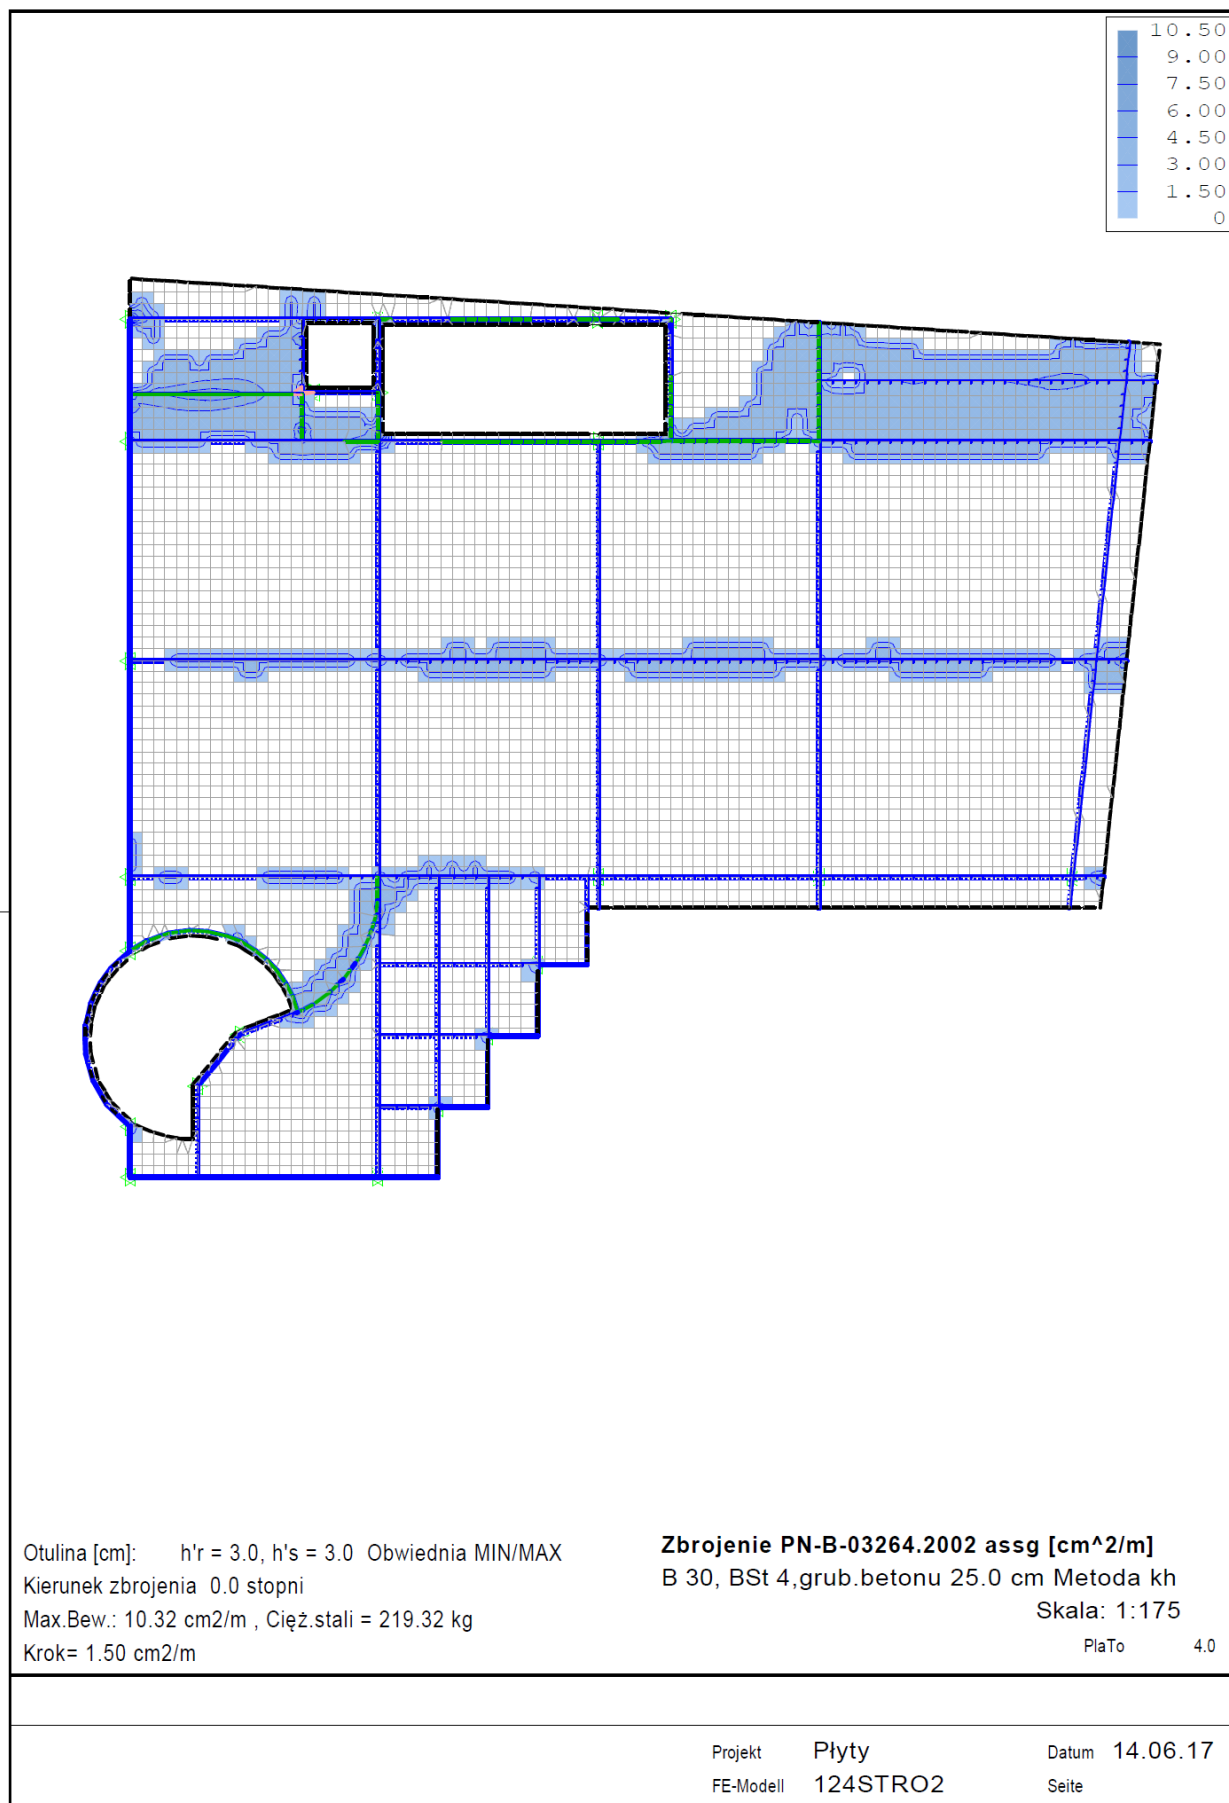 10.50
9.00
7.50
6.00
4.50
3.00
1.50
0
Otulina [cm]: h'r = 3.0, h's = 3.0 Obwiednia MIN/MAX
Kierunek zbrojenia 0.0 stopni
Max.Bew.: 10.32 cm2/m , Cięż.stali = 219.32 kg
Krok= 1.50 cm2/m
Zbrojenie PN-B-03264.2002 assg [cm^2/m]
B 30, BSt 4,grub.betonu 25.0 cm Metoda kh
Skala: 1:175
PlaTo 4.0
Projekt Płyty Datum 14.06.17
FE-Modell 124STRO2 Seite